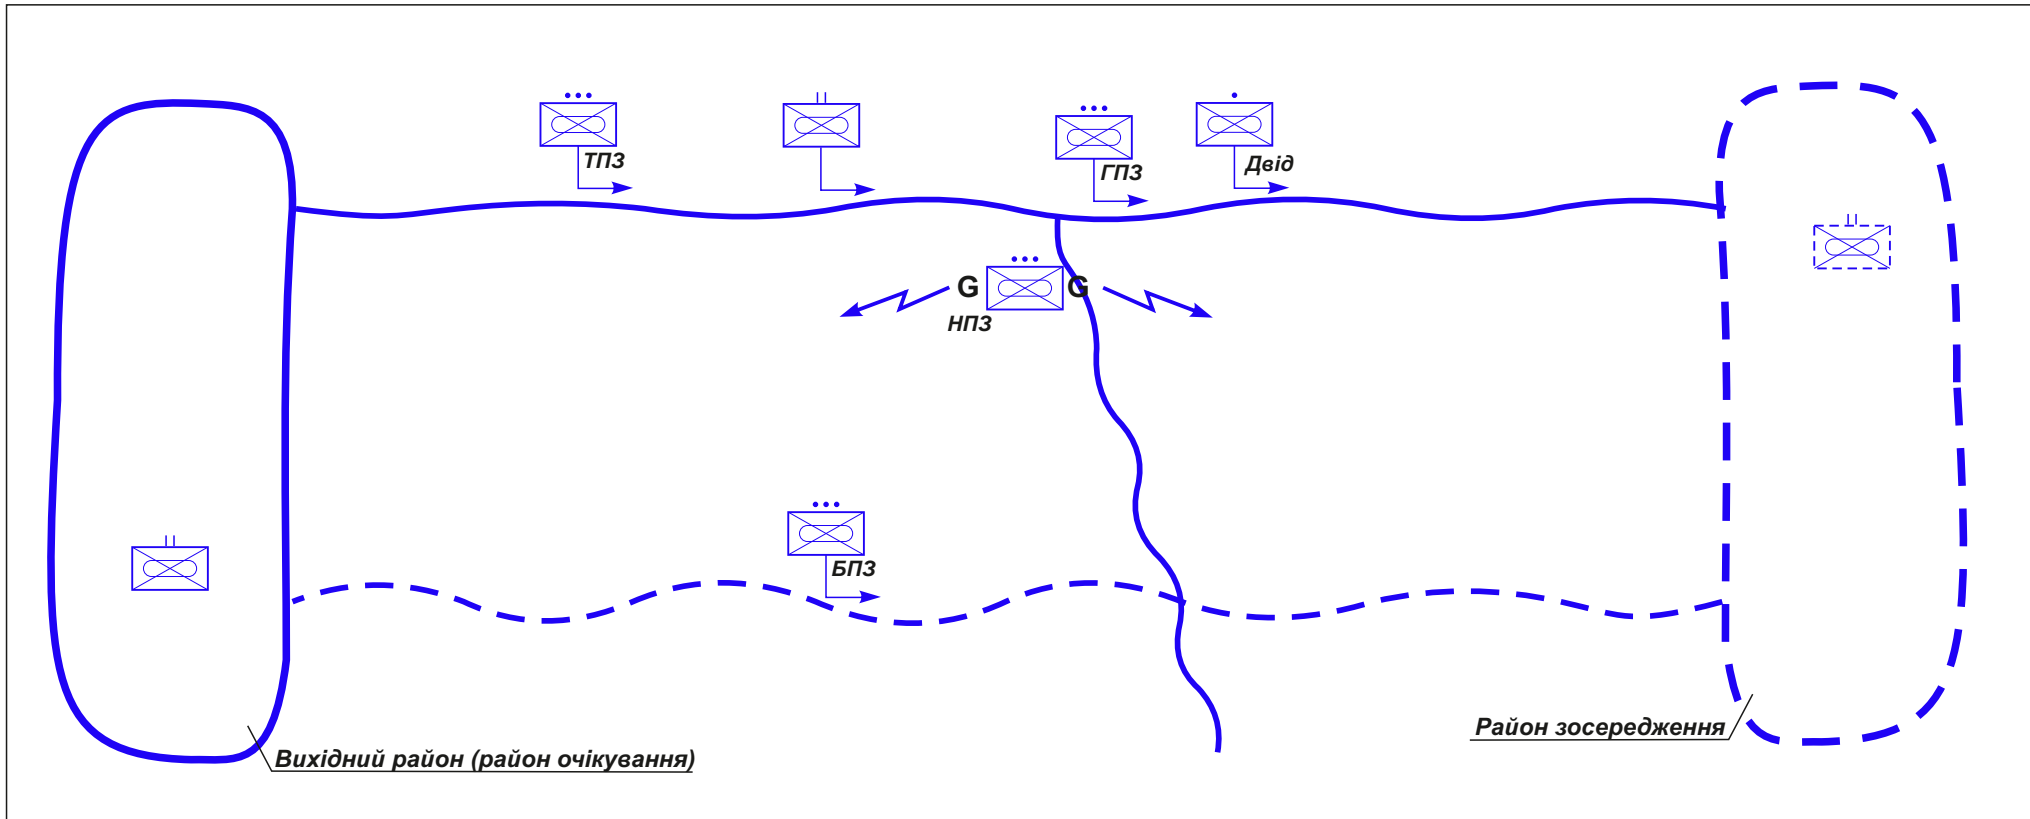 ТПЗ
ГПЗ
Двід
G G
НПЗ
БПЗ
Район зосередження
Вихідний район (район очікування)